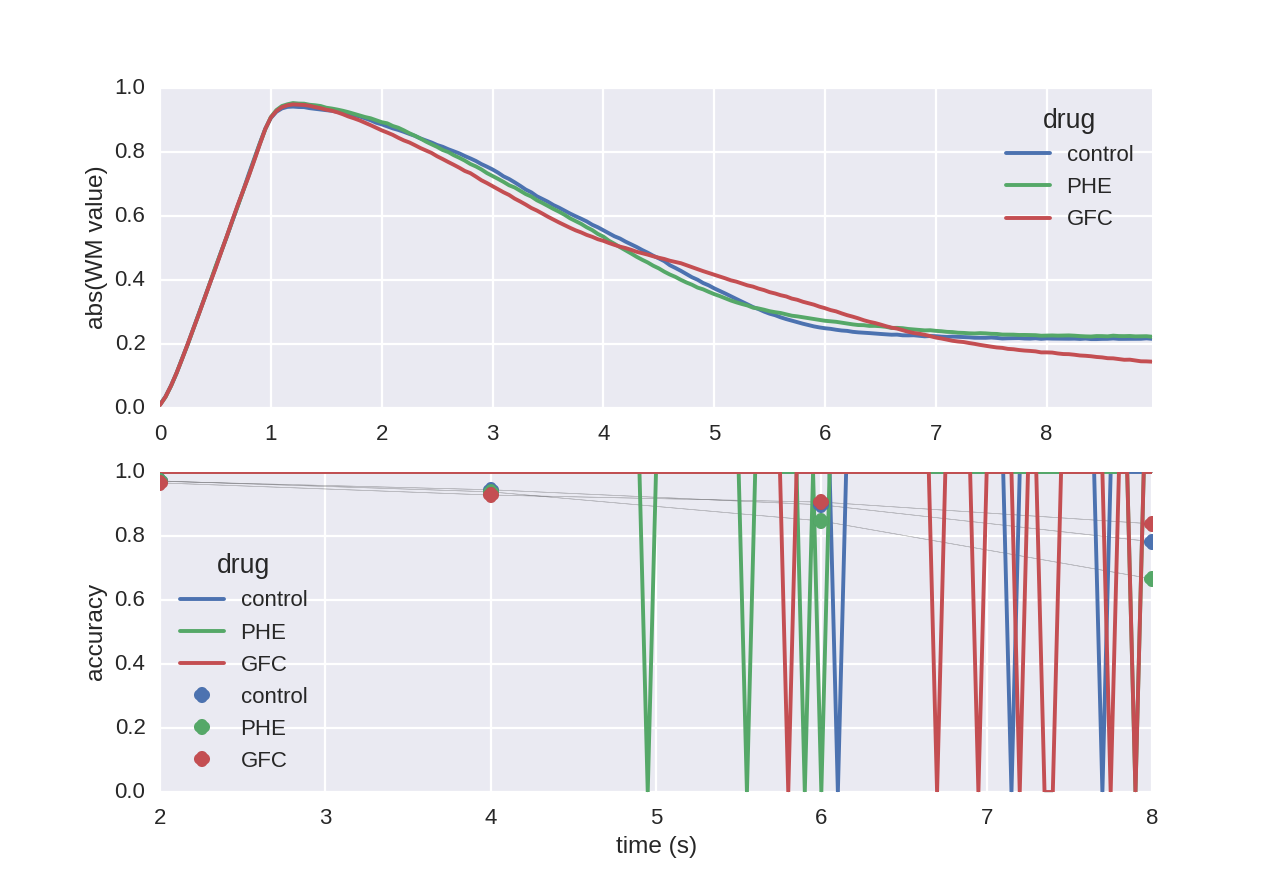 abs(WM value)
1.0
0.8
0.6
0.4
0.2
0.0
drug
control
PHE
GFC
0 1 2 3 4 5 6 7 8
accuracy
1.0
0.8
0.6
0.4
0.2
0.0
drug
control
PHE
GFC
control
PHE
GFC
2 3 4 5 6 7 8
time (s)